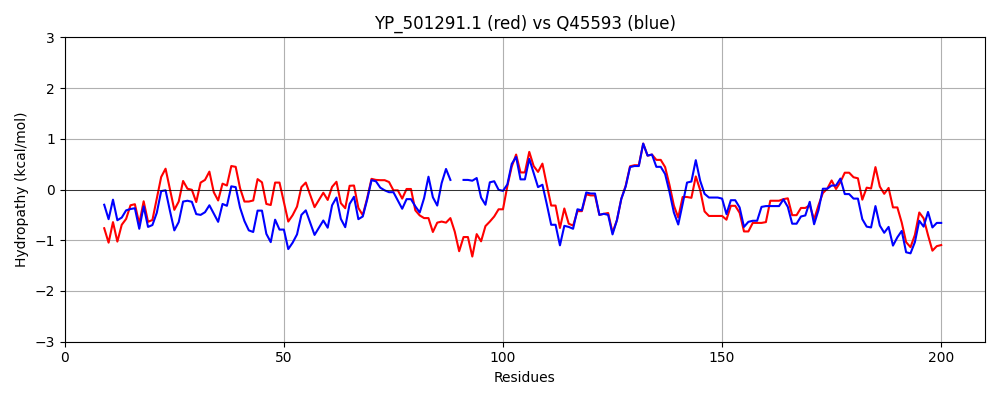 YP_501291.1 (red) vs Q45593 (blue)
Hydropathy (kcal/mol)
3
2
1
0
−1
−2
−3
0 50 100 150 200
Residues